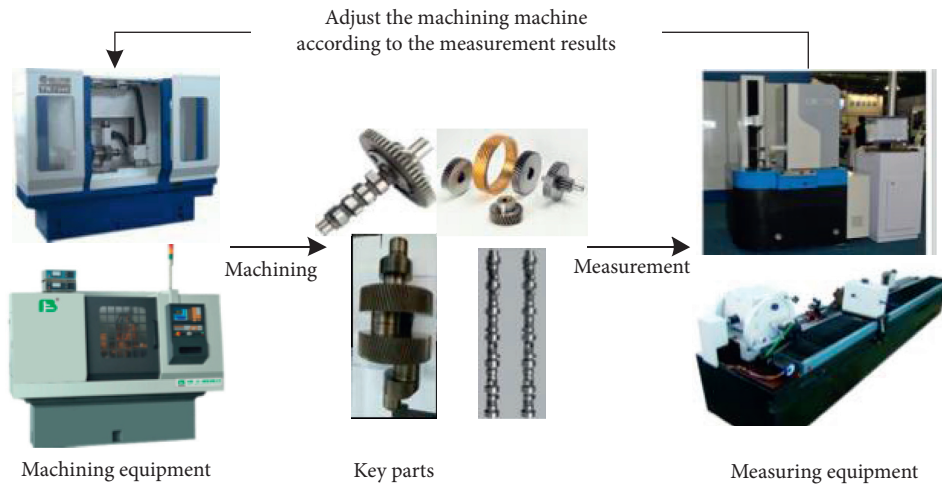 Adjust the machining machine
according to the measurement results
Machining
Measurement
Machining equipment
Key parts
Measuring equipment